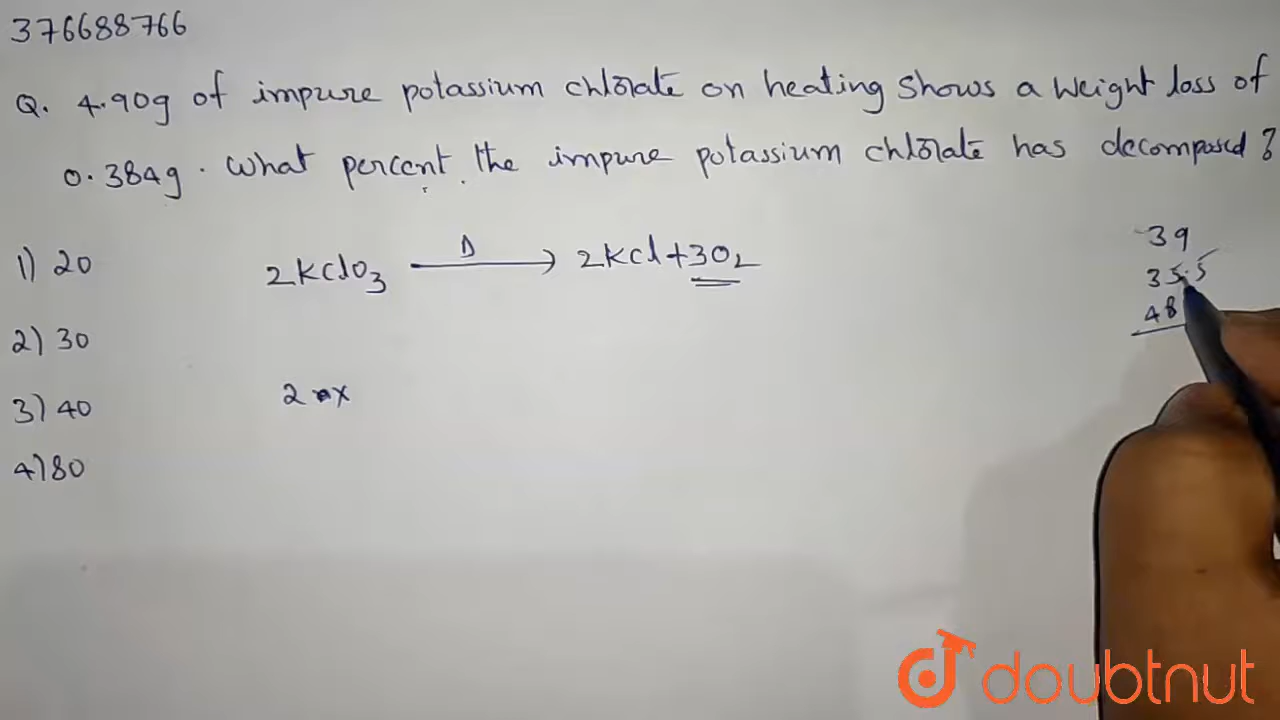 376688766
Q. 4.90g of impure potassium chlorate on heating shows a weight loss of
0.384g. What percent the impure potassium chlorate has decomposed?
1) 20
2KClO3 Δ→ 2KCl+3O2
39
35.5
48
2) 30
2 × x
3) 40
4) 80
doubtnut